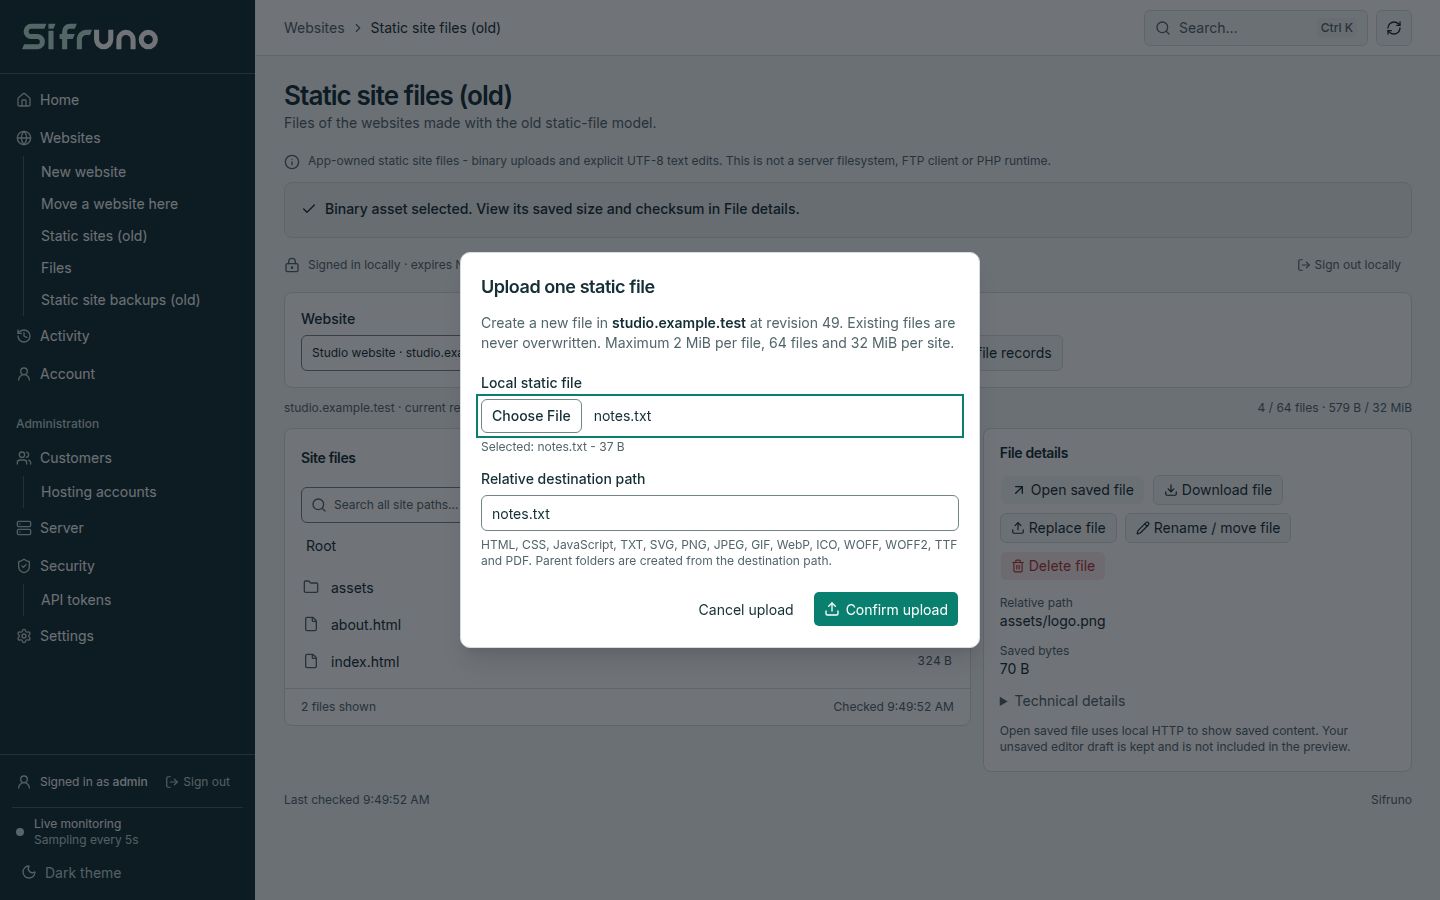 Sifruno
Home
Websites
New website
Move a website here
Static sites (old)
Files
Static site backups (old)
Activity
Account
Administration
Customers
Hosting accounts
Server
Security
API tokens
Settings
Signed in as admin
Sign out
Live monitoring
Sampling every 5s
Dark theme
Websites > Static site files (old)
Search...
Ctrl K
Static site files (old)
Files of the websites made with the old static-file model.
App-owned static site files - binary uploads and explicit UTF-8 text edits. This is not a server filesystem, FTP client or PHP runtime.
Binary asset selected. View its saved size and checksum in File details.
Signed in locally · expires
Sign out locally
Website
Studio website ·
file records
studio.example.test · current
4 / 64 files · 579 B / 32 MiB
Site files
Search all site paths...
Root
assets
about.html
index.html
324 B
2 files shown
Checked 9:49:52 AM
Upload one static file
Create a new file in studio.example.test at revision 49. Existing files are
never overwritten. Maximum 2 MiB per file, 64 files and 32 MiB per site.
Local static file
Choose File
notes.txt
Selected: notes.txt - 37 B
Relative destination path
notes.txt
HTML, CSS, JavaScript, TXT, SVG, PNG, JPEG, GIF, WebP, ICO, WOFF, WOFF2, TTF
and PDF. Parent folders are created from the destination path.
Cancel upload
Confirm upload
File details
Open saved file
Download file
Replace file
Rename / move file
Delete file
Relative path
assets/logo.png
Saved bytes
70 B
Technical details
Open saved file uses local HTTP to show saved content. Your
unsaved editor draft is kept and is not included in the preview.
Last checked 9:49:52 AM
Sifruno